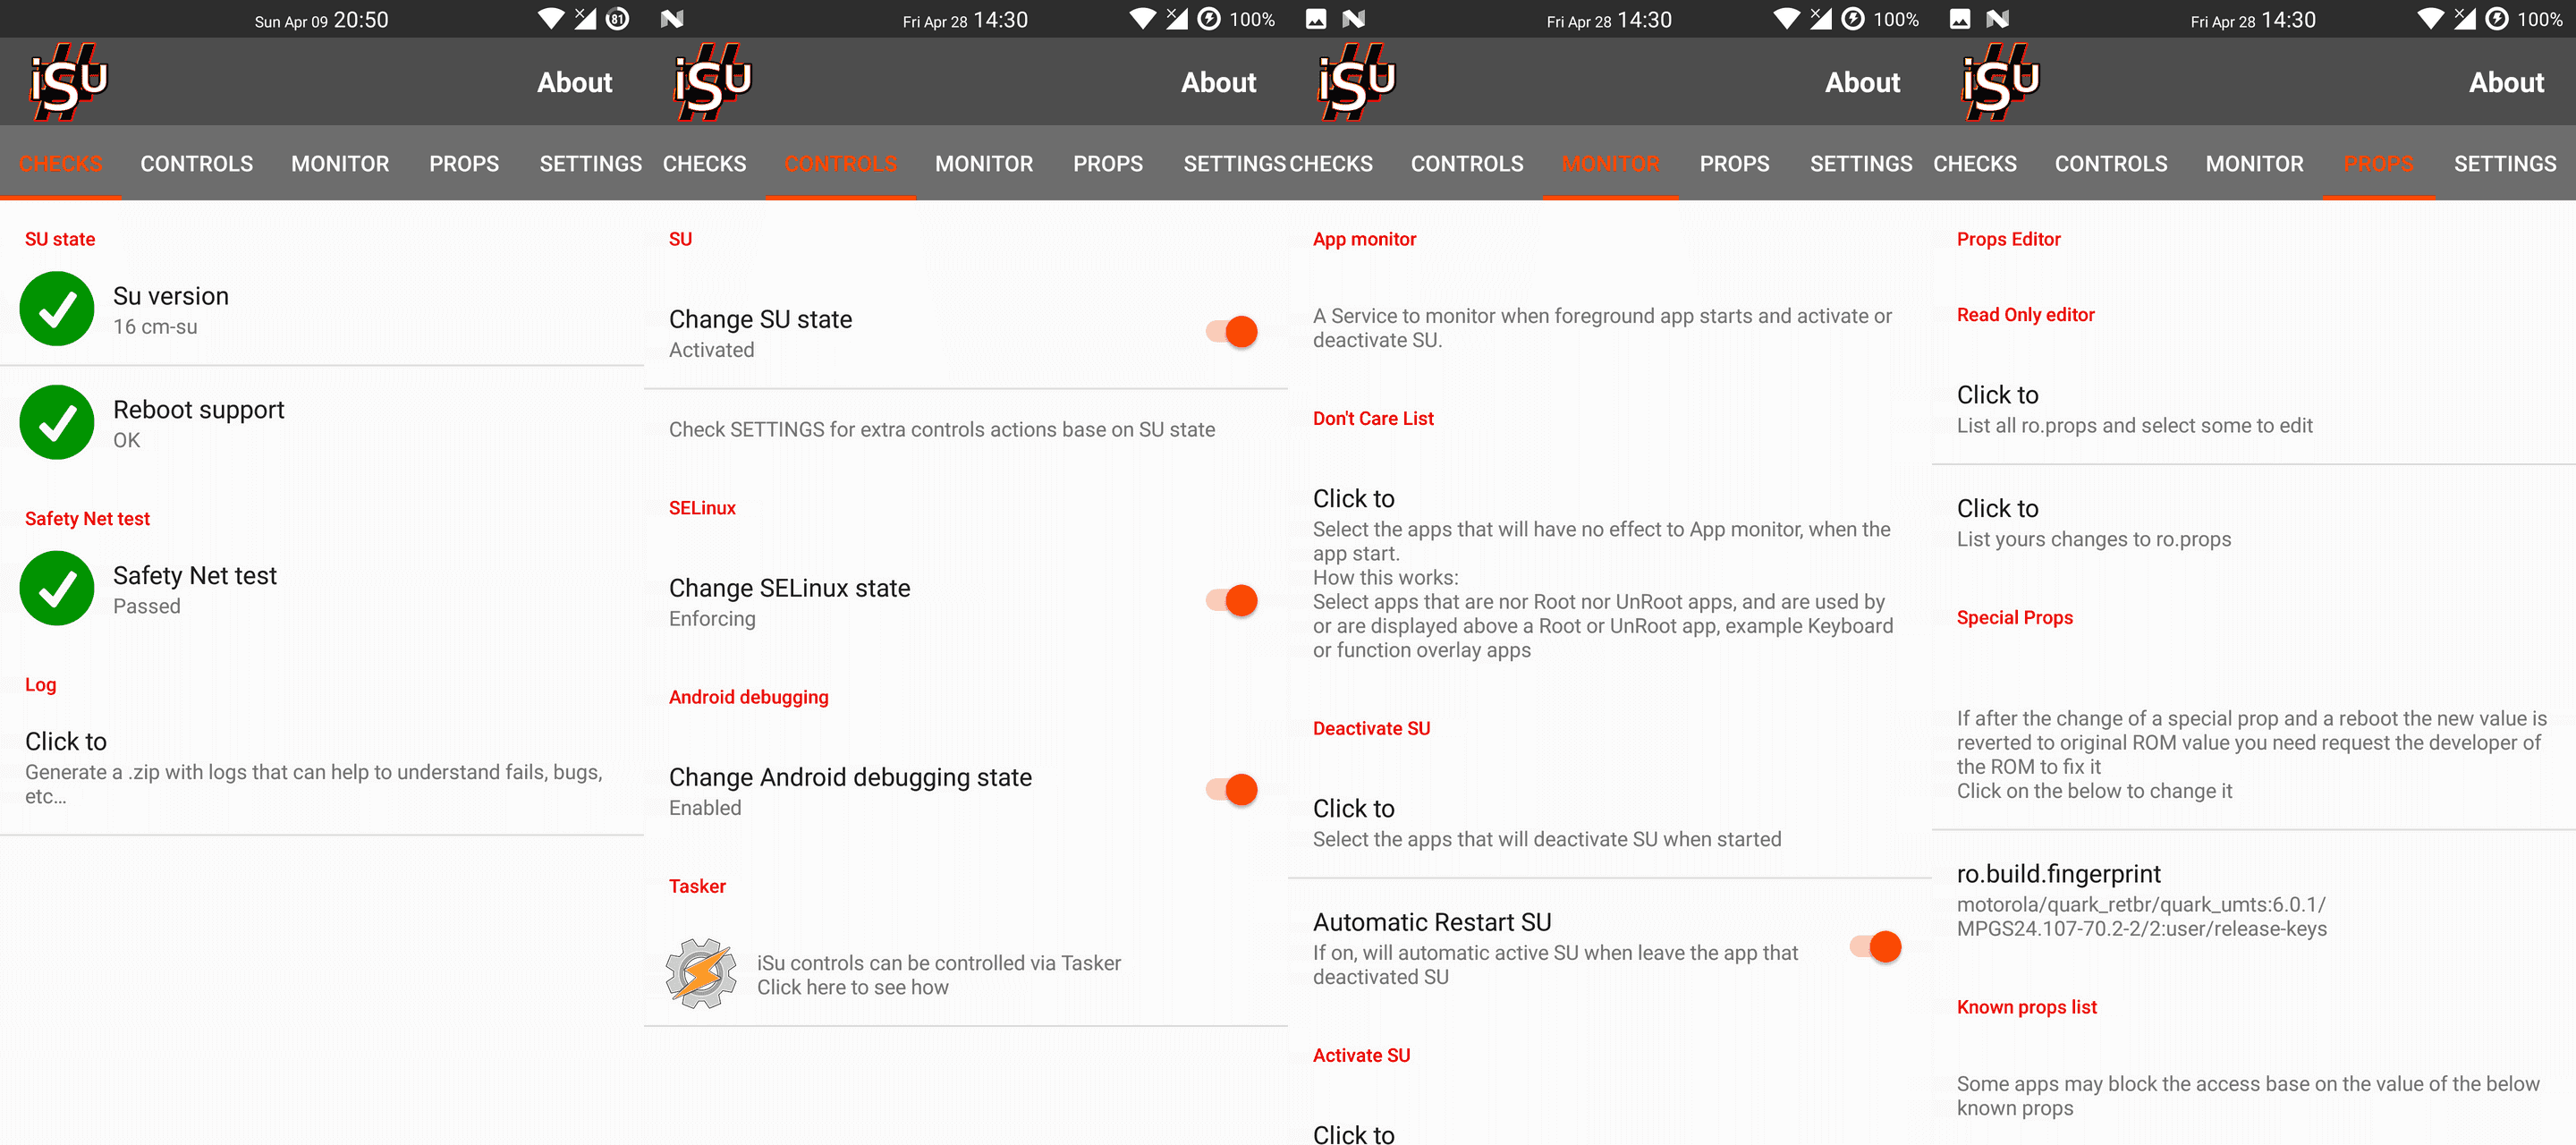 Sun Apr 09 20:50
81
iSU
About
CHECKS CONTROLS MONITOR PROPS SETTINGS
SU state
Su version
16 cm-su
Reboot support
OK
Safety Net test
Safety Net test
Passed
Log
Click to
Generate a .zip with logs that can help to understand fails, bugs,
etc...
Fri Apr 28 14:30
100%
iSU
About
CHECKS CONTROLS MONITOR PROPS SETTINGS
SU
Change SU state
Activated
Check SETTINGS for extra controls actions base on SU state
SELinux
Change SELinux state
Enforcing
Android debugging
Change Android debugging state
Enabled
Tasker
iSu controls can be controlled via Tasker
Click here to see how
Fri Apr 28 14:30
100%
iSU
About
CHECKS CONTROLS MONITOR PROPS SETTINGS
App monitor
A Service to monitor when foreground app starts and activate or
deactivate SU.
Don't Care List
Click to
Select the apps that will have no effect to App monitor, when the
app start.
How this works:
Select apps that are nor Root nor UnRoot apps, and are used by
or are displayed above a Root or UnRoot app, example Keyboard
or function overlay apps
Deactivate SU
Click to
Select the apps that will deactivate SU when started
Automatic Restart SU
If on, will automatic active SU when leave the app that
deactivated SU
Activate SU
Click to
Fri Apr 28 14:30
100%
iSU
About
CHECKS CONTROLS MONITOR PROPS SETTINGS
Props Editor
Read Only editor
Click to
List all ro.props and select some to edit
Click to
List yours changes to ro.props
Special Props
If after the change of a special prop and a reboot the new value is
reverted to original ROM value you need request the developer of
the ROM to fix it
Click on the below to change it
ro.build.fingerprint
motorola/quark_retbr/quark_umts:6.0.1/
MPGS24.107-70.2-2/2:user/release-keys
Known props list
Some apps may block the access base on the value of the below
known props